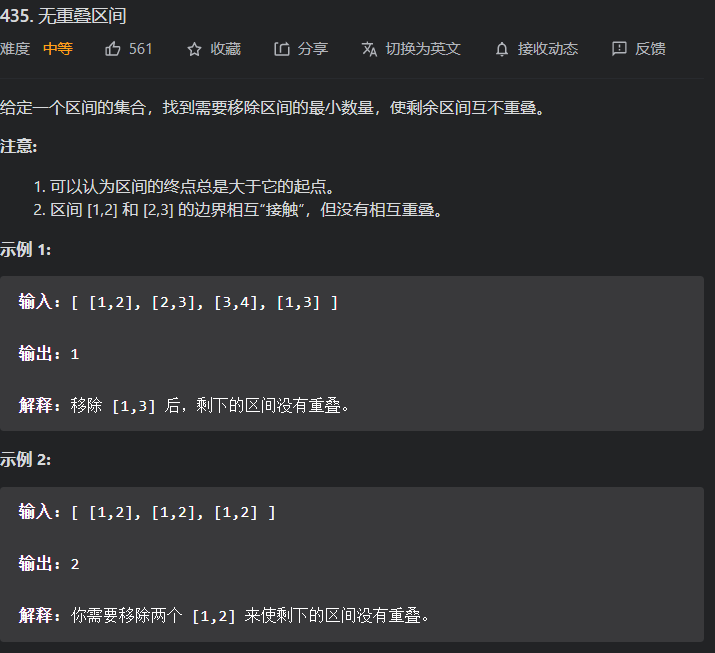 435. 无重叠区间
难度 中等 561 收藏 分享 切换为英文 接收动态 反馈
给定一个区间的集合，找到需要移除区间的最小数量，使剩余区间互不重叠。
注意:
1. 可以认为区间的终点总是大于它的起点。
2. 区间 [1,2] 和 [2,3] 的边界相互“接触”，但没有相互重叠。
示例 1:
输入: [ [1,2], [2,3], [3,4], [1,3] ]
输出: 1
解释: 移除 [1,3] 后，剩下的区间没有重叠。
示例 2:
输入: [ [1,2], [1,2], [1,2] ]
输出: 2
解释: 你需要移除两个 [1,2] 来使剩下的区间没有重叠。